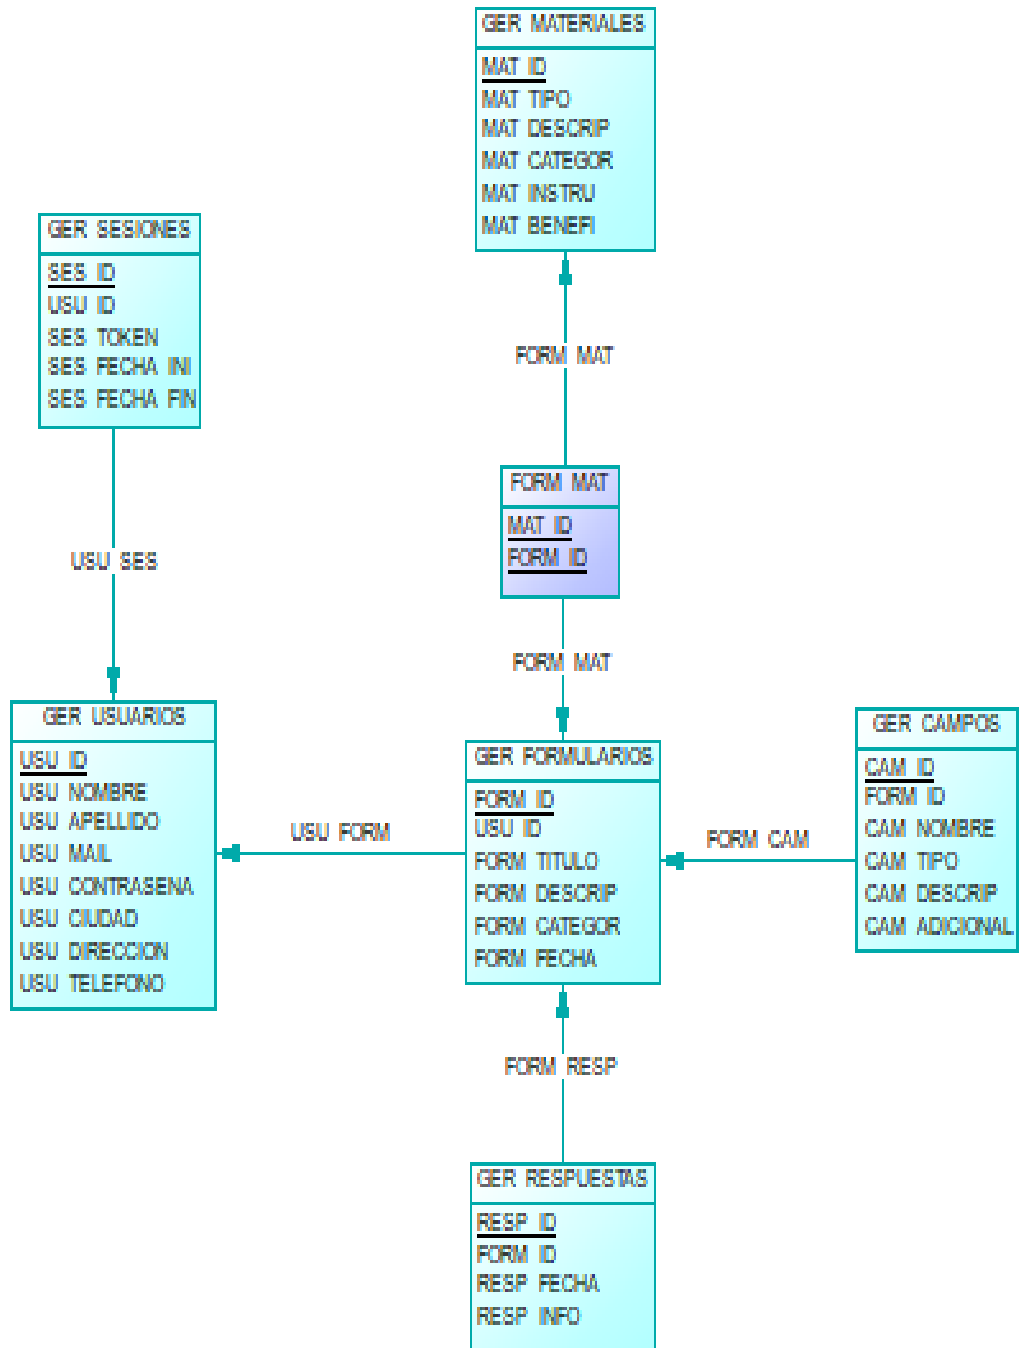 GER MATERIALES
MAT ID
MAT TIPO
MAT DESCRIP
MAT CATEGOR
MAT INSTRU
MAT BENEFI
GER SESIONES
SES ID
USU ID
SES TOKEN
SES FECHA INI
SES FECHA FIN
FORM MAT
FORM MAT
MAT ID
FORM ID
USU SES
FORM MAT
GER USUARIOS
USU ID
USU NOMBRE
USU APELLIDO
USU MAIL
USU CONTRASENA
USU CIUDAD
USU DIRECCION
USU TELEFONO
USU FORM
GER FORMULARIOS
FORM ID
USU ID
FORM TITULO
FORM DESCRIP
FORM CATEGOR
FORM FECHA
FORM CAM
GER CAMPOS
CAM ID
FORM ID
CAM NOMBRE
CAM TIPO
CAM DESCRIP
CAM ADICIONAL
FORM RESP
GER RESPUESTAS
RESP ID
FORM ID
RESP FECHA
RESP INFO